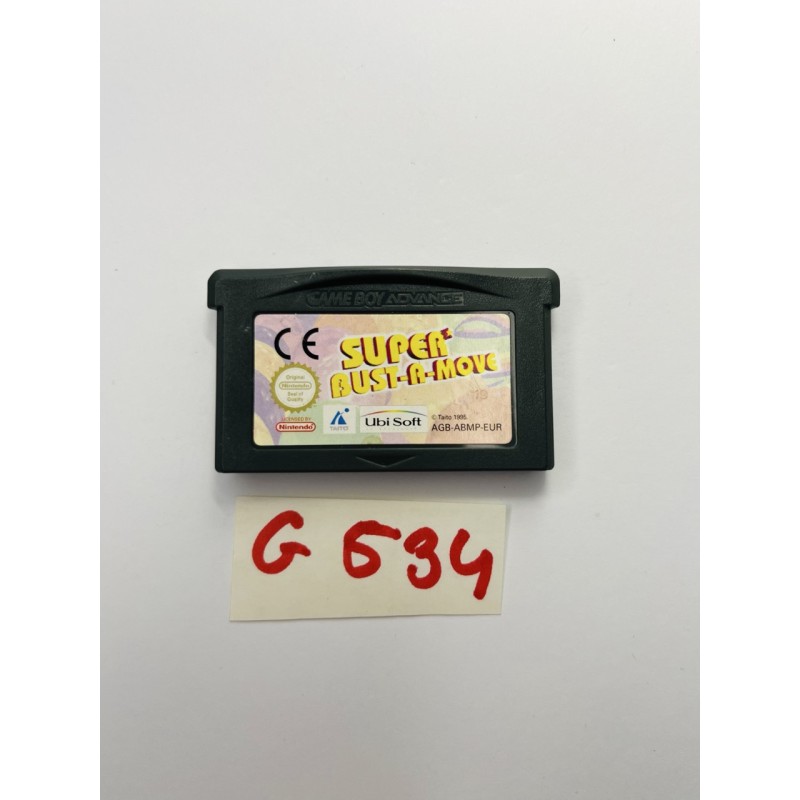 GAME BOY ADVANCE
CE
SUPER
BUST-A-MOVE
Original
Nintendo
Seal of
Quality
LICENSED BY
Nintendo
TAITO
Ubi Soft
© Taito 1995
AGB-ABMP-EUR
G 534